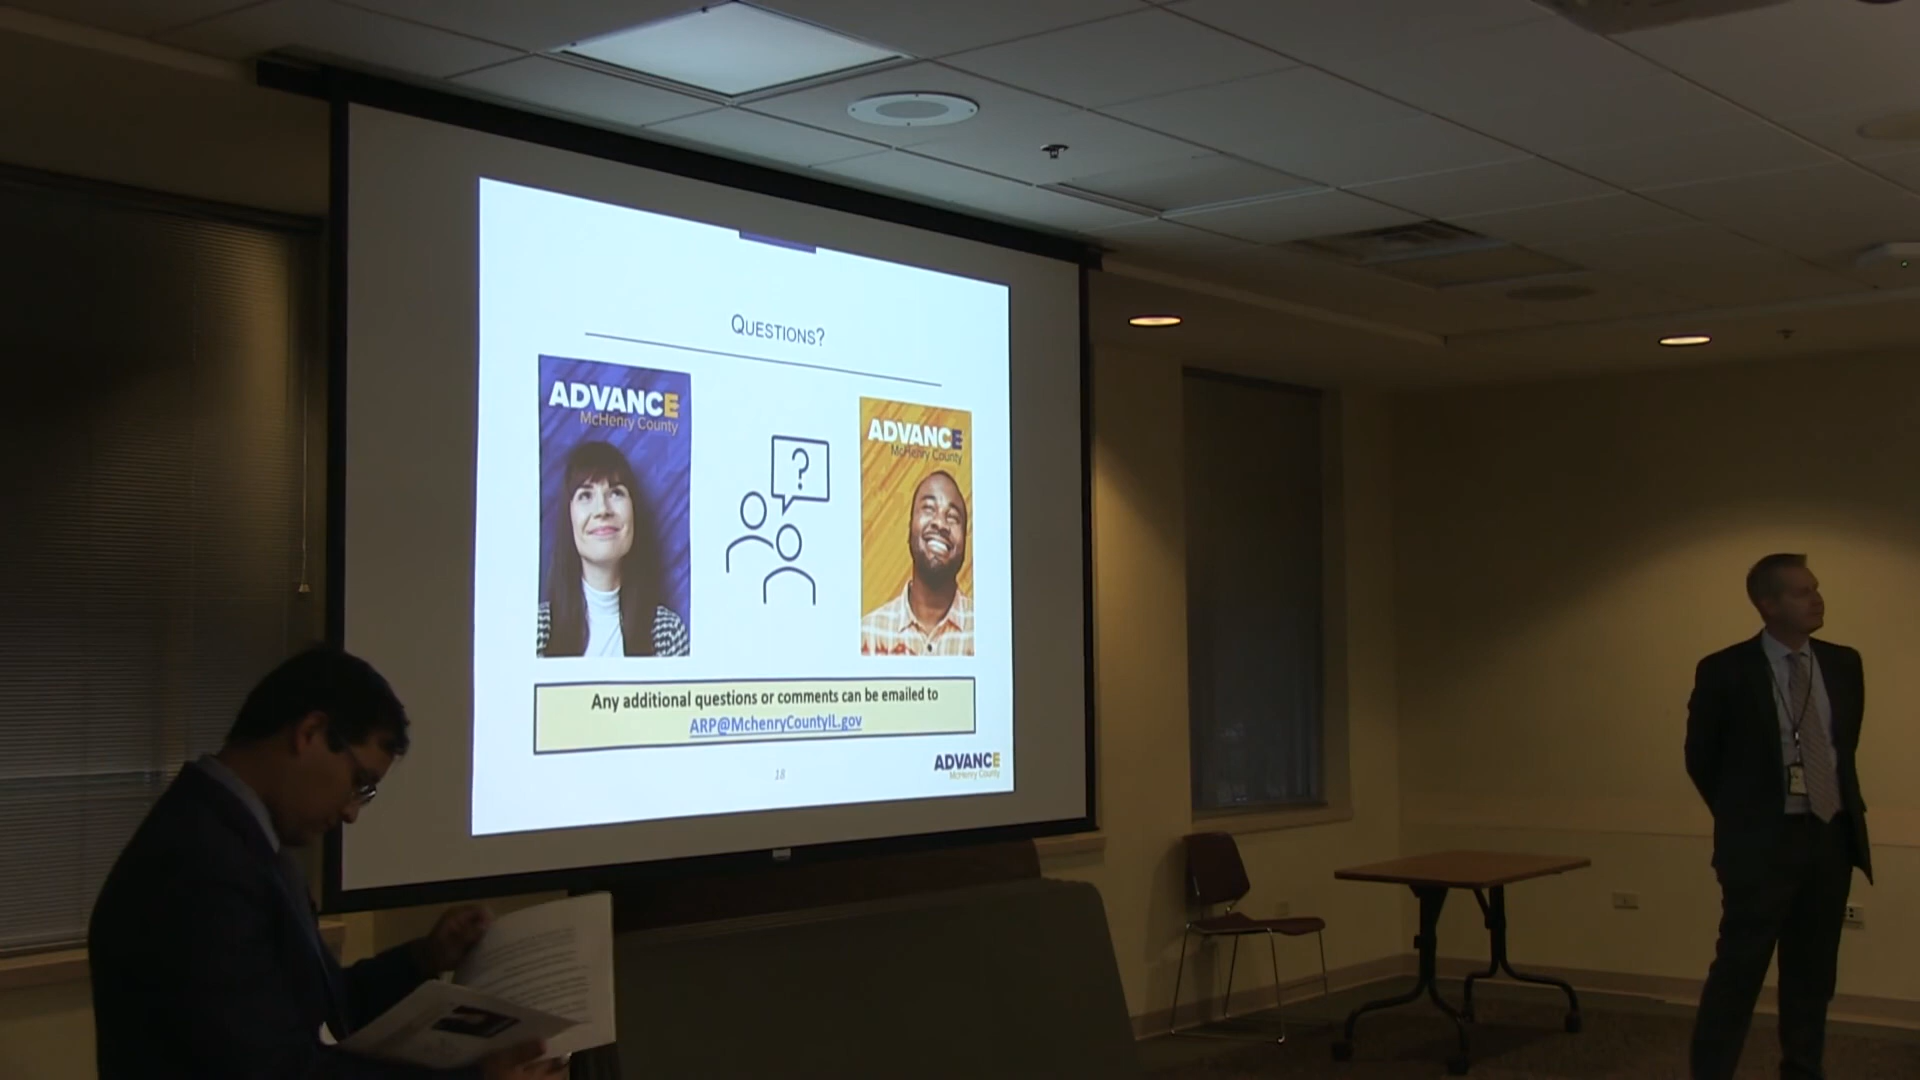 QUESTIONS?
ADVANCE
McHenry County
?
ADVANCE
McHenry County
Any additional questions or comments can be emailed to
ARP@MchenryCountyIL.gov
18
ADVANCE
McHenry County